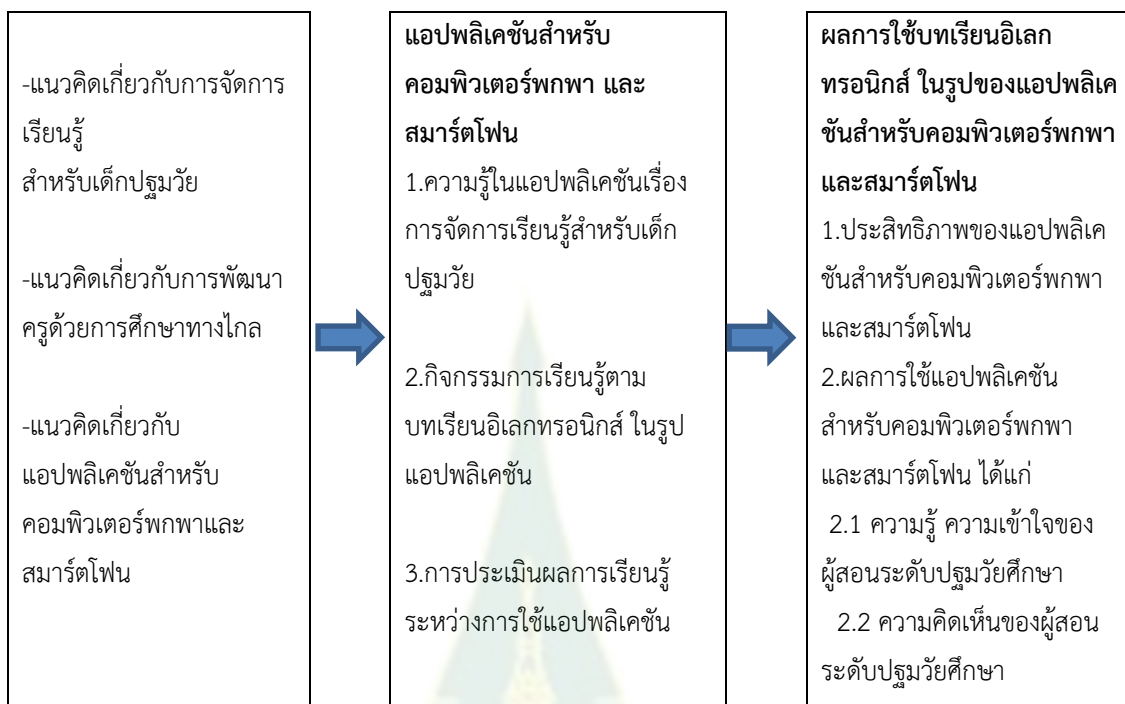 -แนวคิดเกี่ยวกับการจัดการ
เรียนรู้
สำหรับเด็กปฐมวัย
-แนวคิดเกี่ยวกับการพัฒนา
ครูด้วยการศึกษาทางไกล
-แนวคิดเกี่ยวกับ
แอปพลิเคชันสำหรับ
คอมพิวเตอร์พกพาและ
สมาร์ตโฟน
แอปพลิเคชันสำหรับ
คอมพิวเตอร์พกพา และ
สมาร์ตโฟน
1.ความรู้ในแอปพลิเคชันเรื่อง
การจัดการเรียนรู้สำหรับเด็ก
ปฐมวัย
2.กิจกรรมการเรียนรู้ตาม
บทเรียนอิเลกทรอนิกส์ ในรูป
แอปพลิเคชัน
3.การประเมินผลการเรียนรู้
ระหว่างการใช้แอปพลิเคชัน
ผลการใช้บทเรียนอิเลก
ทรอนิกส์ ในรูปของแอปพลิเค
ชันสำหรับคอมพิวเตอร์พกพา
และสมาร์ตโฟน
1.ประสิทธิภาพของแอปพลิเค
ชันสำหรับคอมพิวเตอร์พกพา
และสมาร์ตโฟน
2.ผลการใช้แอปพลิเคชัน
สำหรับคอมพิวเตอร์พกพา
และสมาร์ตโฟน ได้แก่
2.1 ความรู้ ความเข้าใจของ
ผู้สอนระดับปฐมวัยศึกษา
2.2 ความคิดเห็นของผู้สอน
ระดับปฐมวัยศึกษา